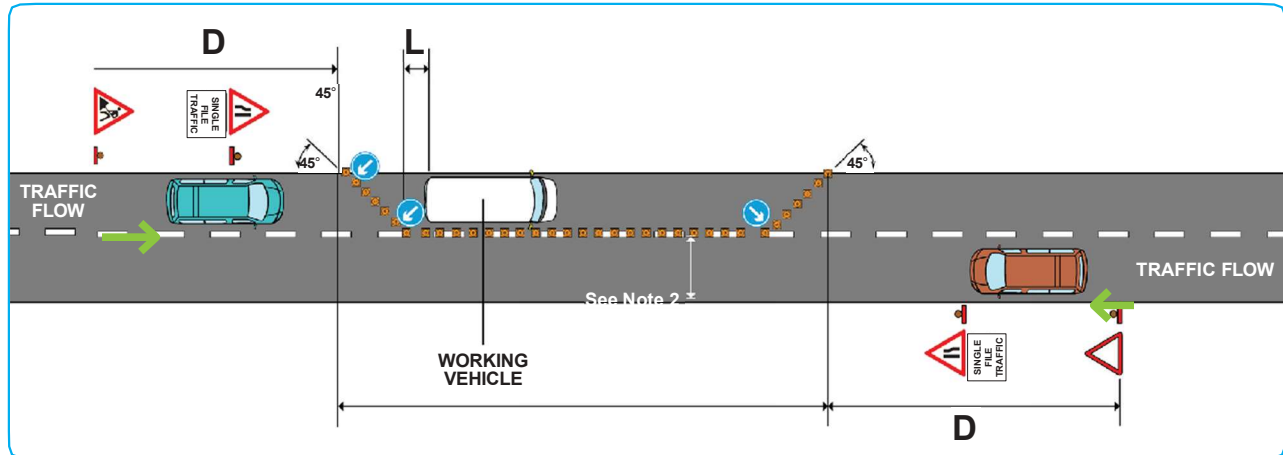 D
L
45°
SINGLE
FILE
TRAFFIC
45°
45°
TRAFFIC
FLOW
TRAFFIC FLOW
See Note 2
WORKING
VEHICLE
SINGLE
FILE
TRAFFIC
D